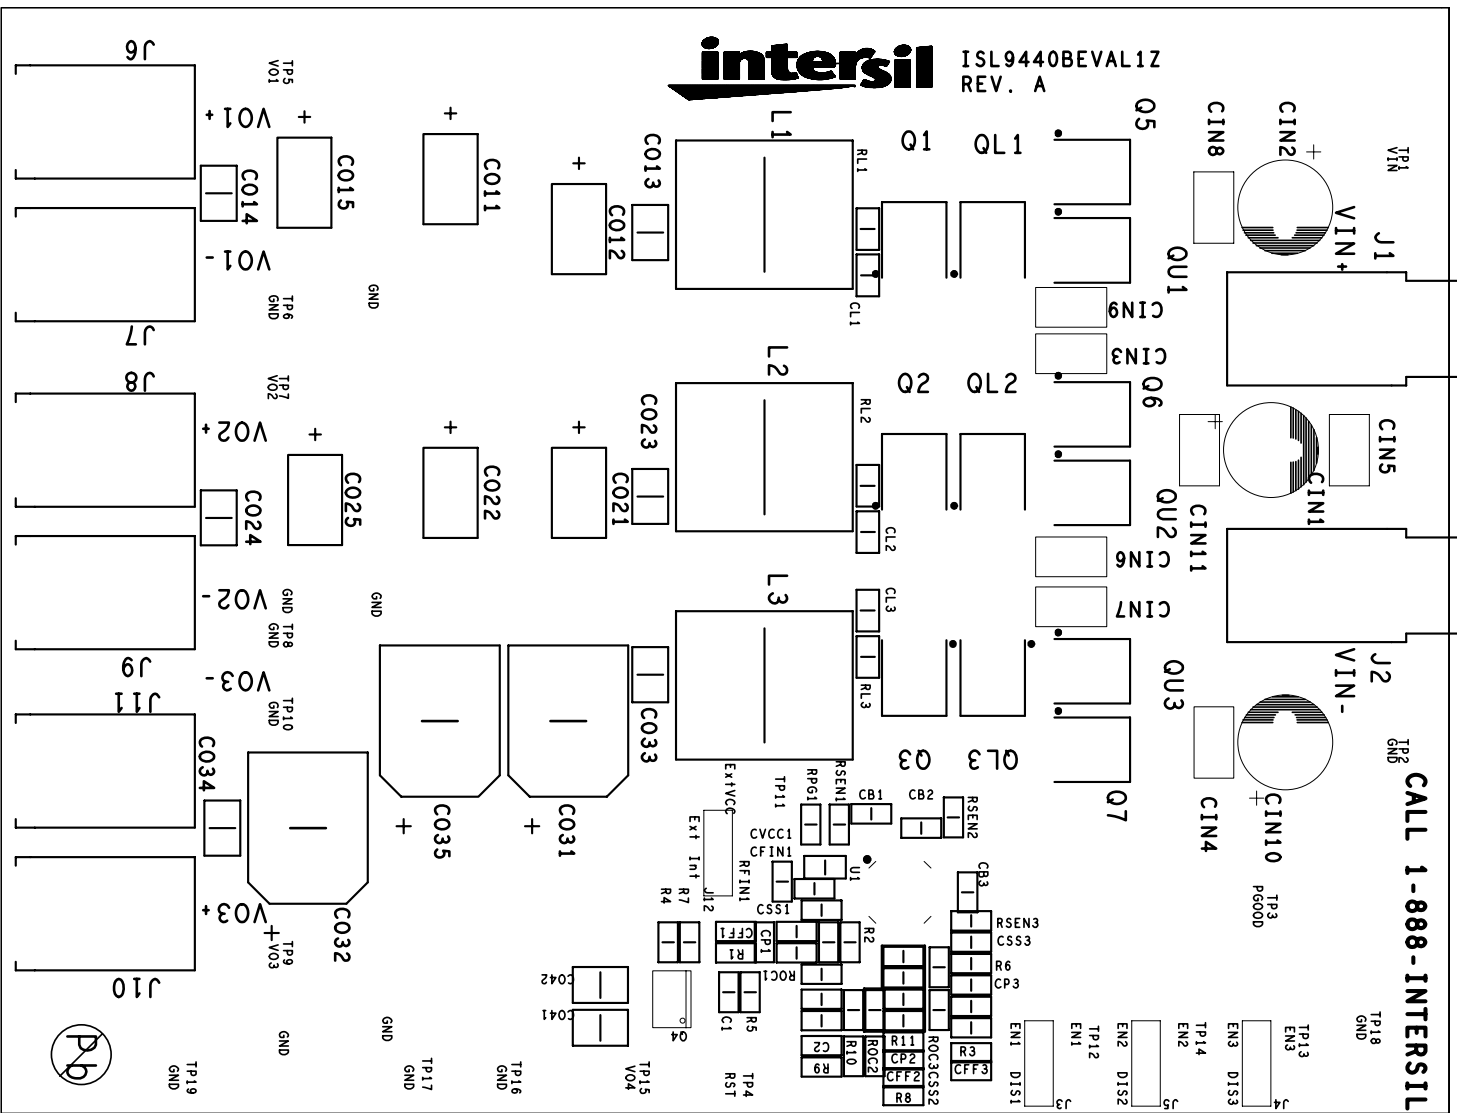 intersil
ISL9440BEVAL1Z
REV. A
J6
TP5
VO1
VO1+
CO14
CO15
CO11
CO12
CO13
L1
RL1
CL1
Q1
QL1
Q5
CIN8
CIN2
TP1
VIN
VIN+
J1
QU1
CIN9
CIN3
VO1-
TP6
GND
GND
J7
J8
TP7
VO2
VO2+
CO24
CO25
CO22
CO21
CO23
L2
RL2
CL2
Q2
QL2
Q6
CIN5
CIN1
CIN11
QU2
CIN6
CIN7
VO2-
GND
TP8
GND
GND
J9
VO3-
J11
TP10
GND
L3
CL3
RL3
CO33
Q3
QL3
QU3
Q7
J2
VIN-
TP2
GND
CIN4
CIN10
CALL 1-888-INTERSIL
CO34
CO35
CO31
CO32
VO3+
TP9
VO3
J10
ExtVCC
Ext Int
J12
RFIN1
TP11
RPG1
RSEN1
CB1
CB2
RSEN2
CVCC1
CFIN1
U1
CB3
CSS1
R4
R7
CFF1
R1
CP1
R2
ROC1
RSEN3
CSS3
R6
CP3
TP3
PGOOD
CO42
CO41
Q4
C1
R5
C2
R9
R10
ROC2
R11
CP2
CFF2
R8
ROC3
CSS2
R3
CFF3
EN1
DIS1
J3
TP12
EN1
EN2
DIS2
J5
TP14
EN2
EN3
DIS3
J4
TP13
EN3
TP18
GND
Pb
TP19
GND
GND
GND
TP17
GND
TP16
GND
TP15
VO4
TP4
RST